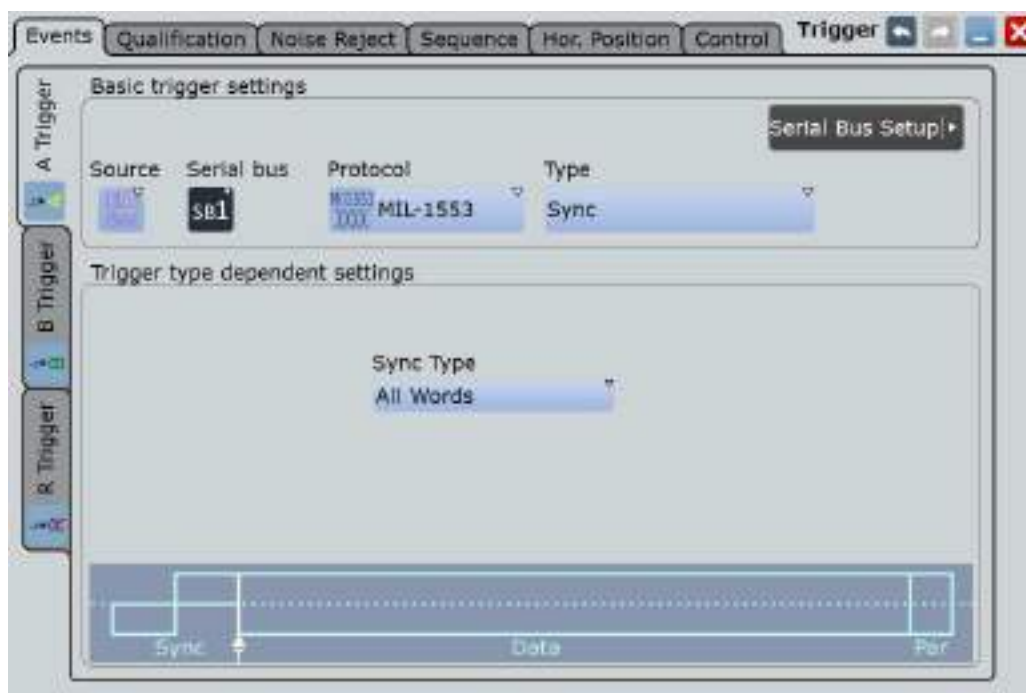 Events Qualification Noise Reject Sequence Hor. Position Control Trigger
A Trigger
B Trigger
R Trigger
Basic trigger settings
Serial Bus Setup
Source Serial bus Protocol Type
SB1 MIL-1553 Sync
Trigger type dependent settings
Sync Type
All Words
Sync Data Par